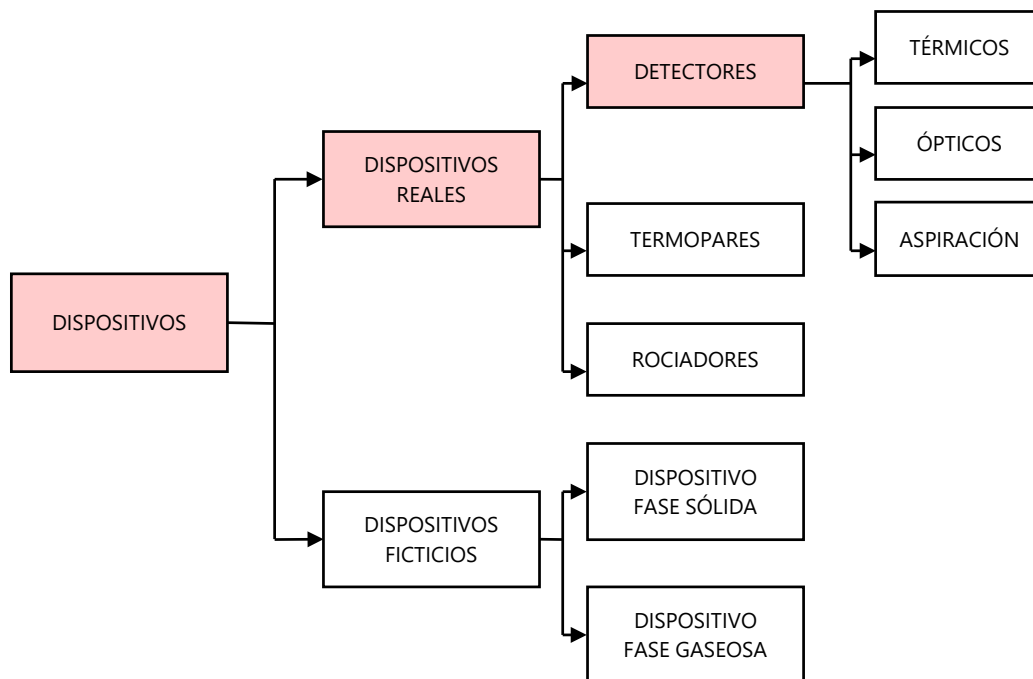 DISPOSITIVOS
DISPOSITIVOS
REALES
DETECTORES
TÉRMICOS
ÓPTICOS
ASPIRACIÓN
TERMOPARES
ROCIADORES
DISPOSITIVOS
FICTICIOS
DISPOSITIVO
FASE SÓLIDA
DISPOSITIVO
FASE GASEOSA